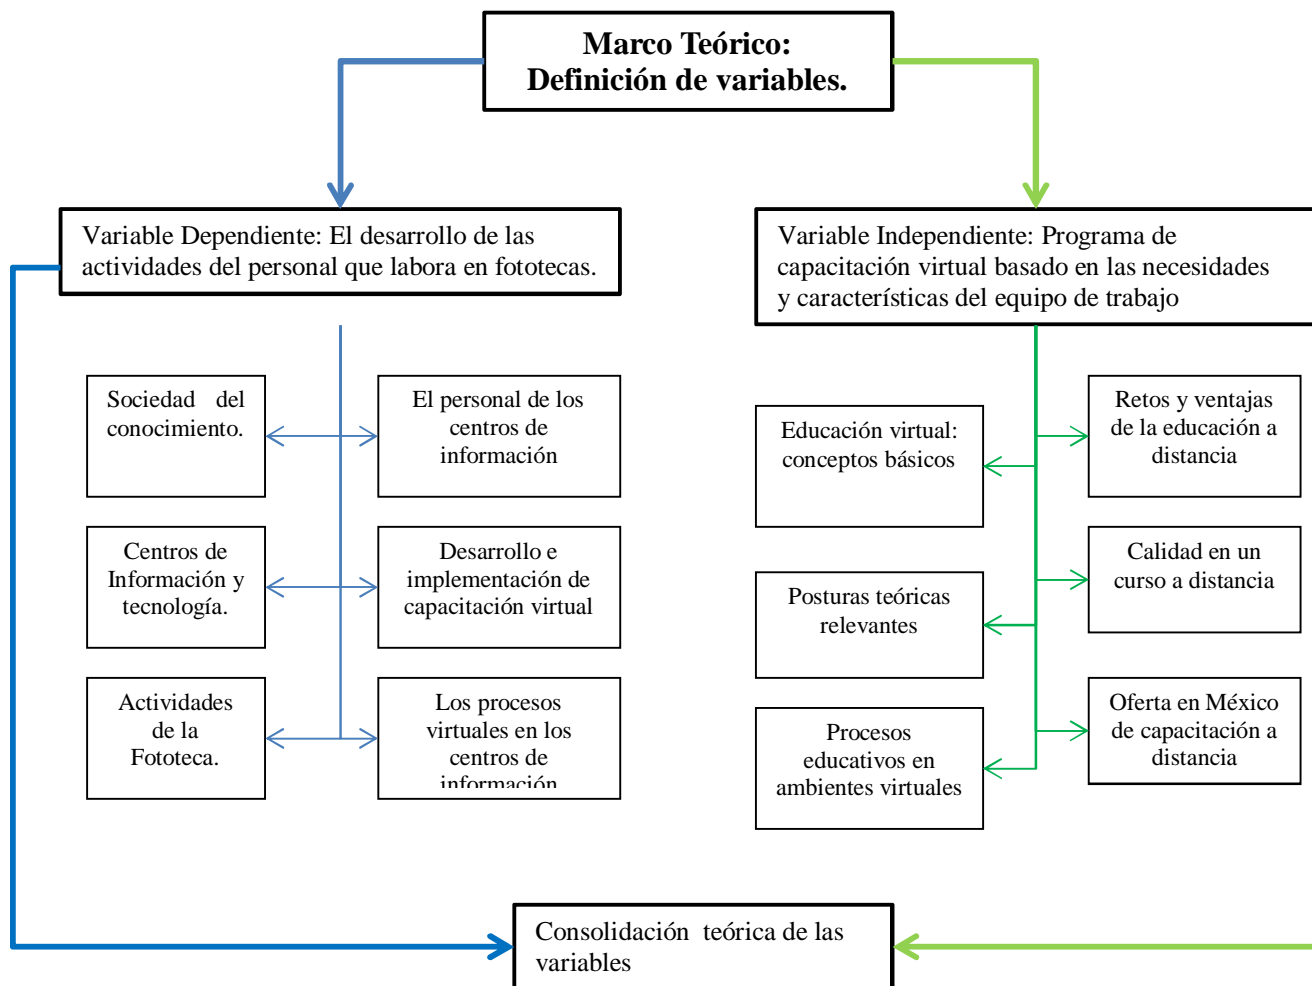 Marco Teórico:
Definición de variables.
Variable Dependiente: El desarrollo de las
actividades del personal que labora en fototecas.
Variable Independiente: Programa de
capacitación virtual basado en las necesidades
y características del equipo de trabajo
Sociedad del
conocimiento.
El personal de los
centros de
información
Centros de
Información y
tecnología.
Desarrollo e
implementación de
capacitación virtual
Actividades
de la
Fototeca.
Los procesos
virtuales en los
centros de
información
Educación virtual:
conceptos básicos
Retos y ventajas
de la educación a
distancia
Posturas teóricas
relevantes
Calidad en un
curso a distancia
Procesos
educativos en
ambientes virtuales
Oferta en México
de capacitación a
distancia
Consolidación teórica de las
variables